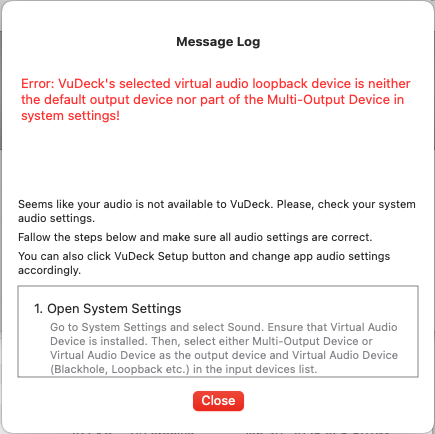 Message Log
Error: VuDeck's selected virtual audio loopback device is neither
the default output device nor part of the Multi-Output Device in
system settings!
Seems like your audio is not available to VuDeck. Please, check your system
audio settings.
Fallow the steps below and make sure all audio settings are correct.
You can also click VuDeck Setup button and change app audio settings
accordingly.
1. Open System Settings
Go to System Settings and select Sound. Ensure that Virtual Audio
Device is installed. Then, select either Multi-Output Device or
Virtual Audio Device as the output device and Virtual Audio Device
(Blackhole, Loopback etc.) in the input devices list.
Close